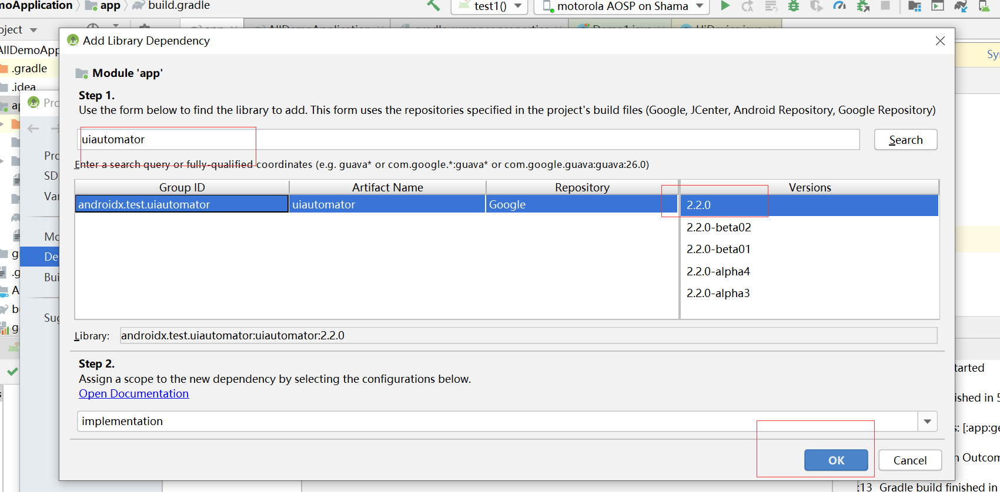 moApplication app build.gradle
test1() motorola AOSP on Shama
oject
Add Library Dependency
AllDemoApp
Sy
.gradle
Module 'app'
.idea
Step 1.
Pro
Use the form below to find the library to add. This form uses the repositories specified in the project's build files (Google, JCenter, Android Repository, Google Repository)
uiautomator
Search
Pro
Enter a search query or fully-qualified coordinates (e.g. guava* or com.google.*:guava* or com.google.guava:guava:26.0)
SD
Group ID Artifact Name Repository Versions
Var
androidx.test.uiautomator uiautomator Google 2.2.0
2.2.0-beta02
Mo
2.2.0-beta01
De
2.2.0-alpha4
Bui
2.2.0-alpha3
Sug
Library: androidx.test.uiautomator:uiautomator:2.2.0
Step 2.
tarted
Assign a scope to the new dependency by selecting the configurations below.
Open Documentation
ished in 5
implementation
s: [:app:ge
OK Cancel
n Outcom
:13 Gradle build finished in